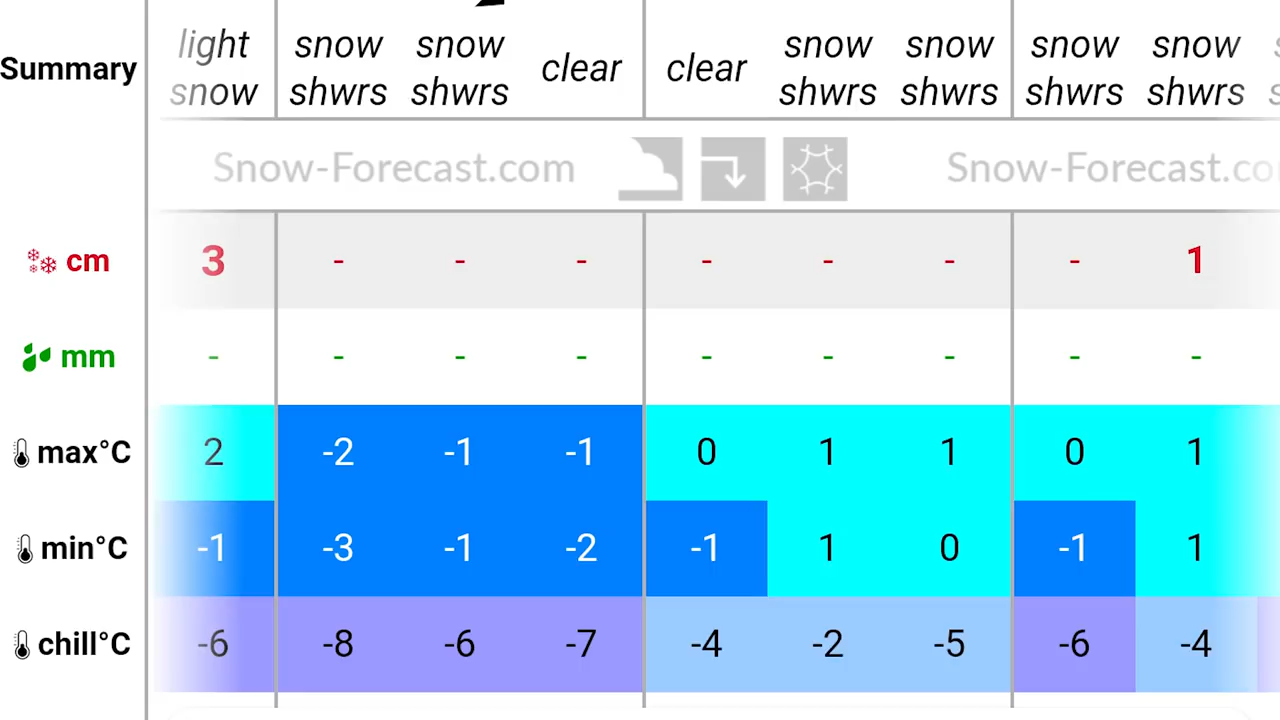 Summary light snow snow shwrs snow shwrs clear clear snow shwrs snow shwrs snow shwrs snow shwrs
Snow-Forecast.com Snow-Forecast.co
cm 3 - - - - - - - 1
mm - - - - - - - - -
max°C 2 -2 -1 -1 0 1 1 0 1
min°C -1 -3 -1 -2 -1 1 0 -1 1
chill°C -6 -8 -6 -7 -4 -2 -5 -6 -4